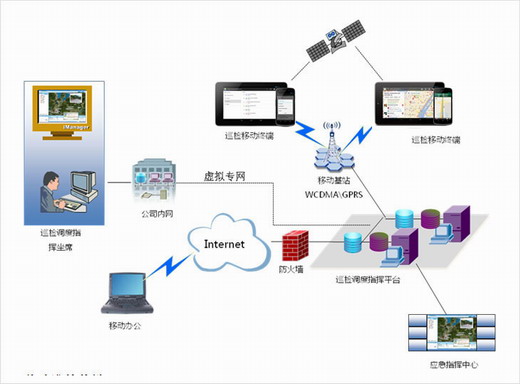 iManager
巡检调度指
挥坐席
公司内网
虚拟专网
巡检移动终端
巡检移动终端
移动基站
WCDMA\GPRS
Internet
防火墙
巡检调度指挥平台
移动办公
应急指挥中心